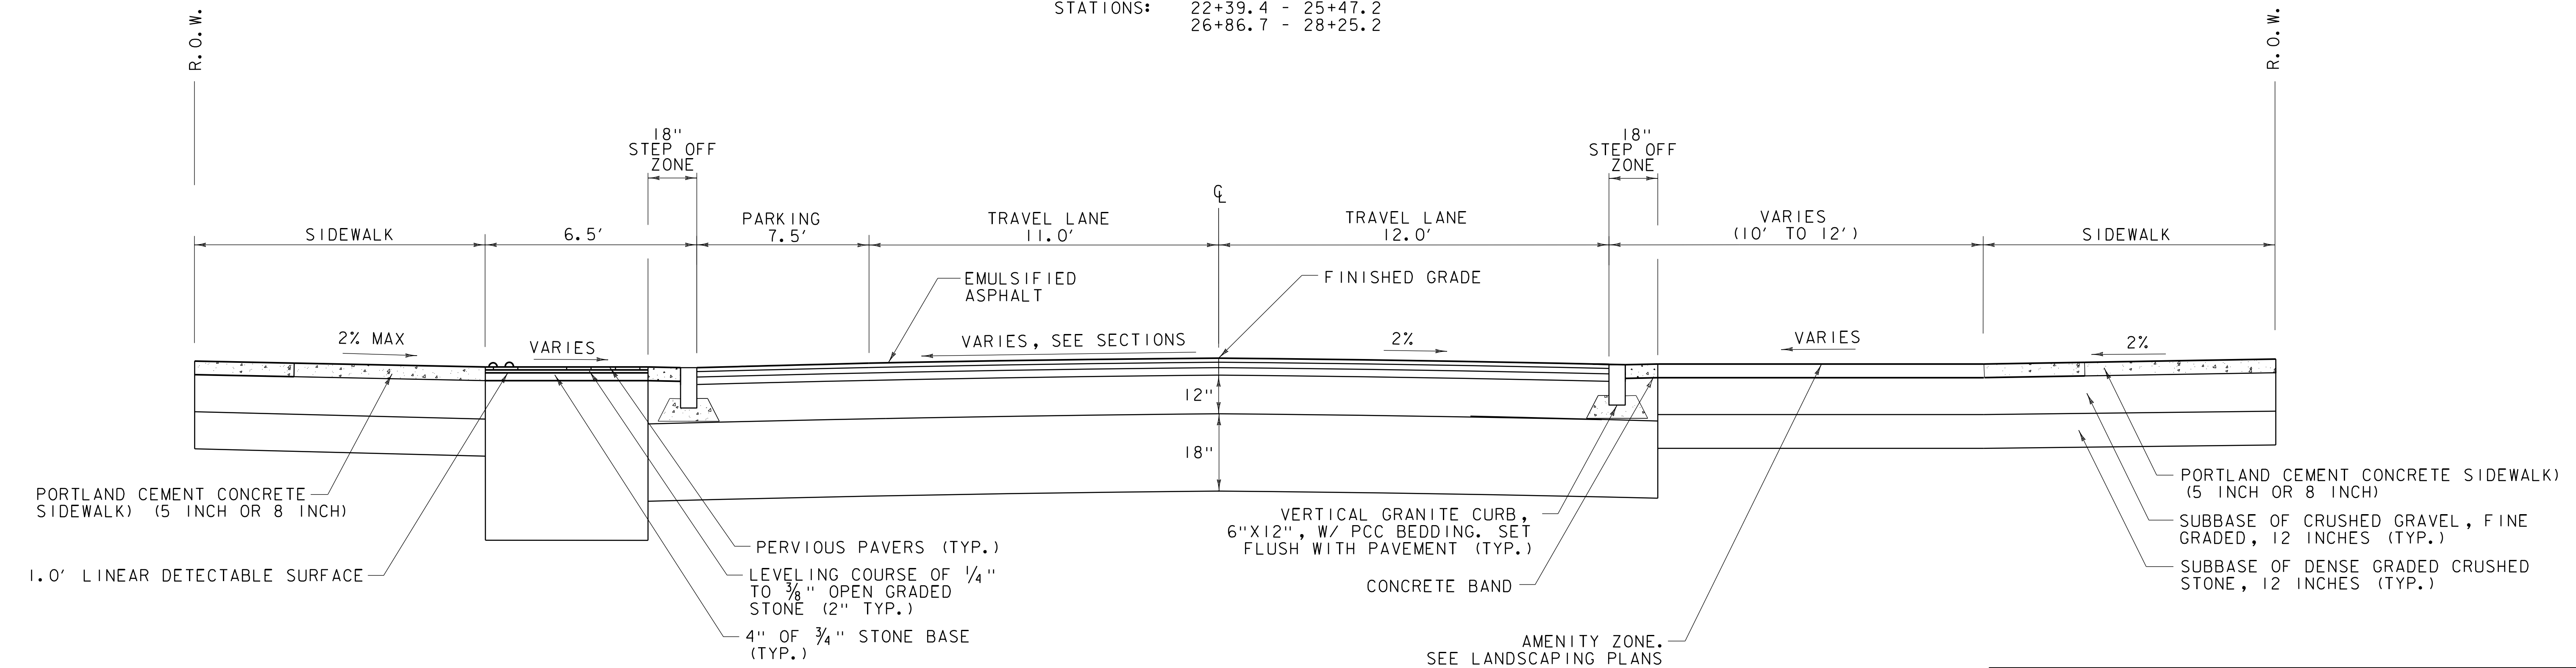 STATIONS: 22+39.4 - 25+47.2
26+86.7 - 28+25.2
R.O.W.
R.O.W.
18"
STEP OFF
ZONE
18"
STEP OFF
ZONE
℄
SIDEWALK
6.5'
PARKING
7.5'
TRAVEL LANE
11.0'
TRAVEL LANE
12.0'
VARIES
(10' TO 12')
SIDEWALK
EMULSIFIED
ASPHALT
FINISHED GRADE
2% MAX
VARIES
VARIES, SEE SECTIONS
2%
VARIES
2%
12"
18"
PORTLAND CEMENT CONCRETE
SIDEWALK) (5 INCH OR 8 INCH)
1.0' LINEAR DETECTABLE SURFACE
PERVIOUS PAVERS (TYP.)
LEVELING COURSE OF 1/4"
TO 3/8" OPEN GRADED
STONE (2" TYP.)
4" OF 3/4" STONE BASE
(TYP.)
VERTICAL GRANITE CURB,
6"X12", W/ PCC BEDDING. SET
FLUSH WITH PAVEMENT (TYP.)
CONCRETE BAND
AMENITY ZONE.
SEE LANDSCAPING PLANS
PORTLAND CEMENT CONCRETE SIDEWALK)
(5 INCH OR 8 INCH)
SUBBASE OF CRUSHED GRAVEL, FINE
GRADED, 12 INCHES (TYP.)
SUBBASE OF DENSE GRADED CRUSHED
STONE, 12 INCHES (TYP.)